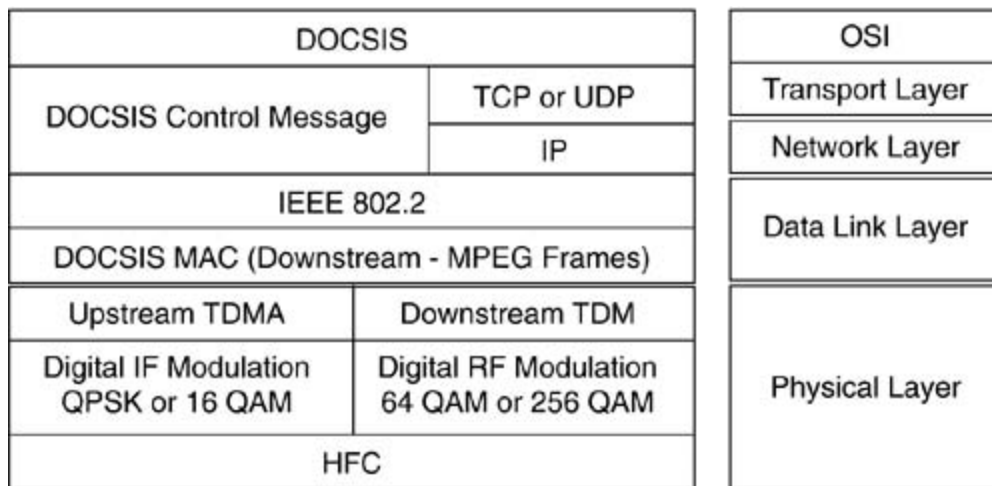 DOCSIS
DOCSIS Control Message
TCP or UDP
IP
IEEE 802.2
DOCSIS MAC (Downstream - MPEG Frames)
Upstream TDMA
Downstream TDM
Digital IF Modulation
QPSK or 16 QAM
Digital RF Modulation
64 QAM or 256 QAM
HFC
OSI
Transport Layer
Network Layer
Data Link Layer
Physical Layer